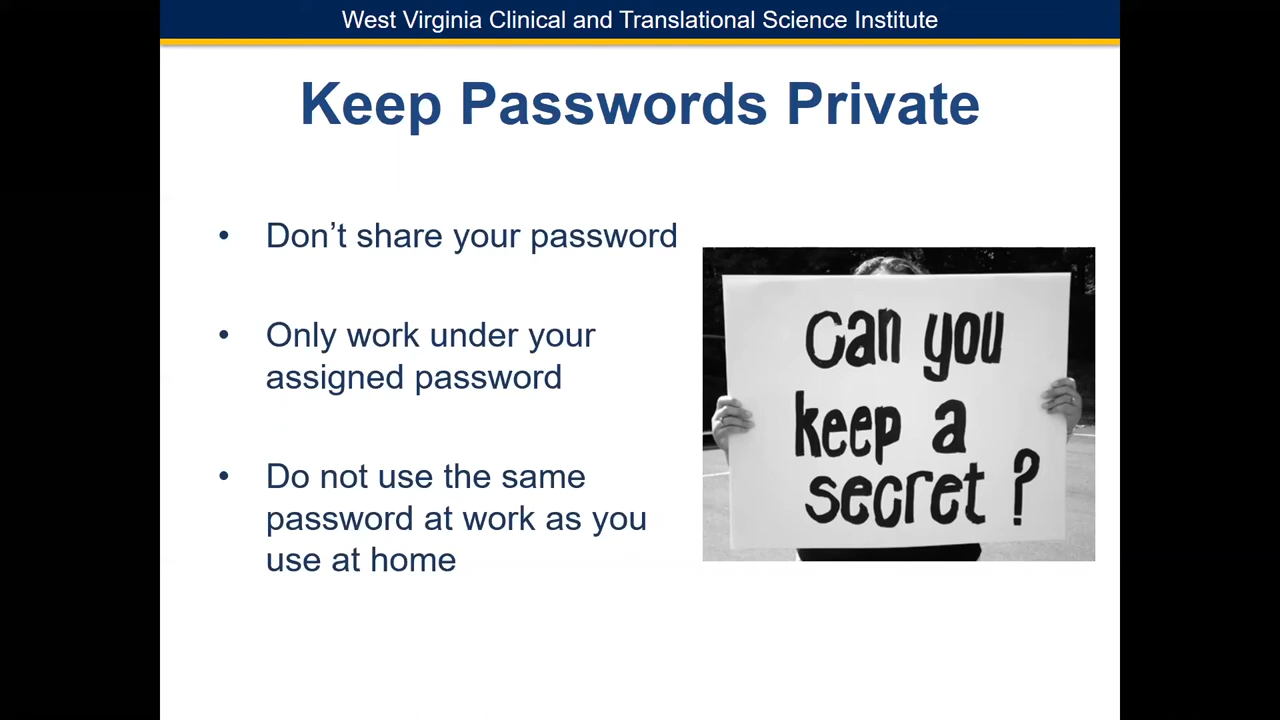 West Virginia Clinical and Translational Science Institute
Keep Passwords Private
• Don’t share your password
• Only work under your
assigned password
• Do not use the same
password at work as you
use at home
Can you
keep a
secret ?